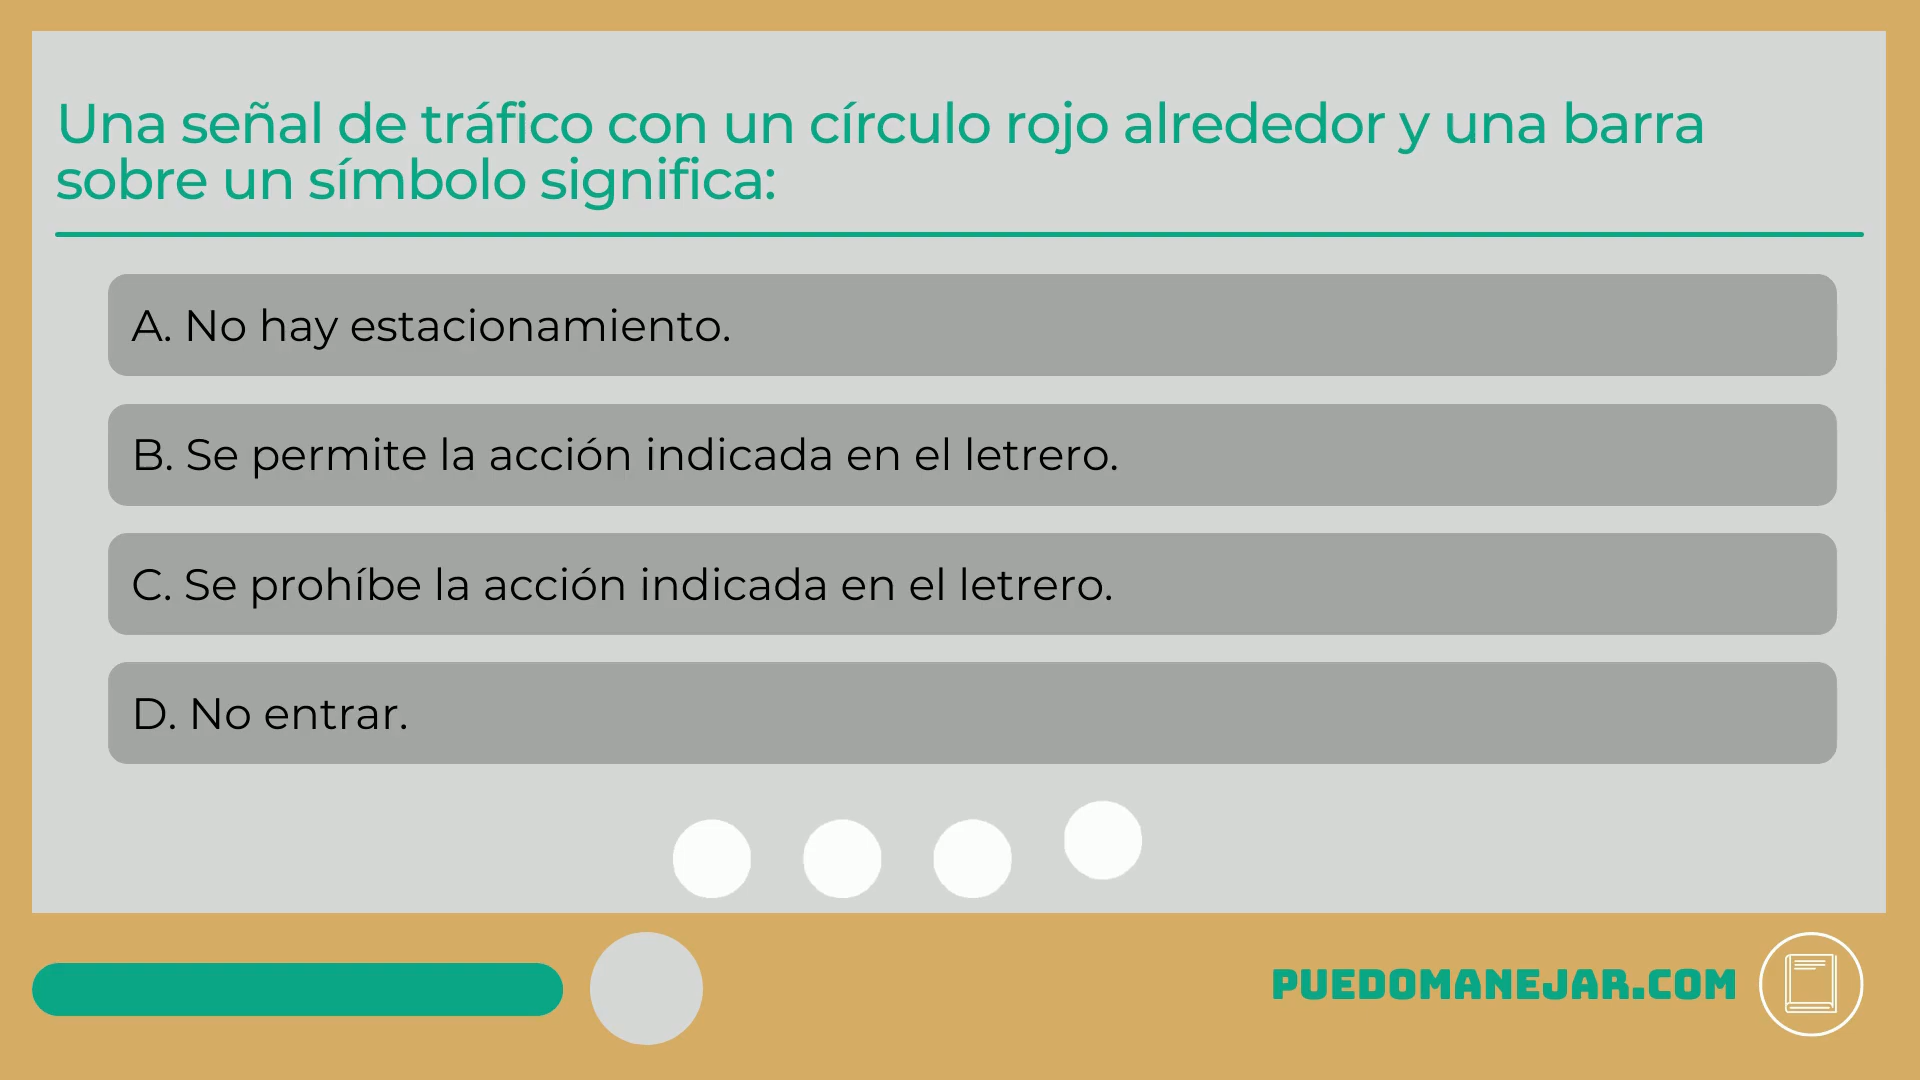 Una señal de tráfico con un círculo rojo alrededor y una barra
sobre un símbolo significa:
A. No hay estacionamiento.
B. Se permite la acción indicada en el letrero.
C. Se prohíbe la acción indicada en el letrero.
D. No entrar.
PUEDOMANEJAR.COM